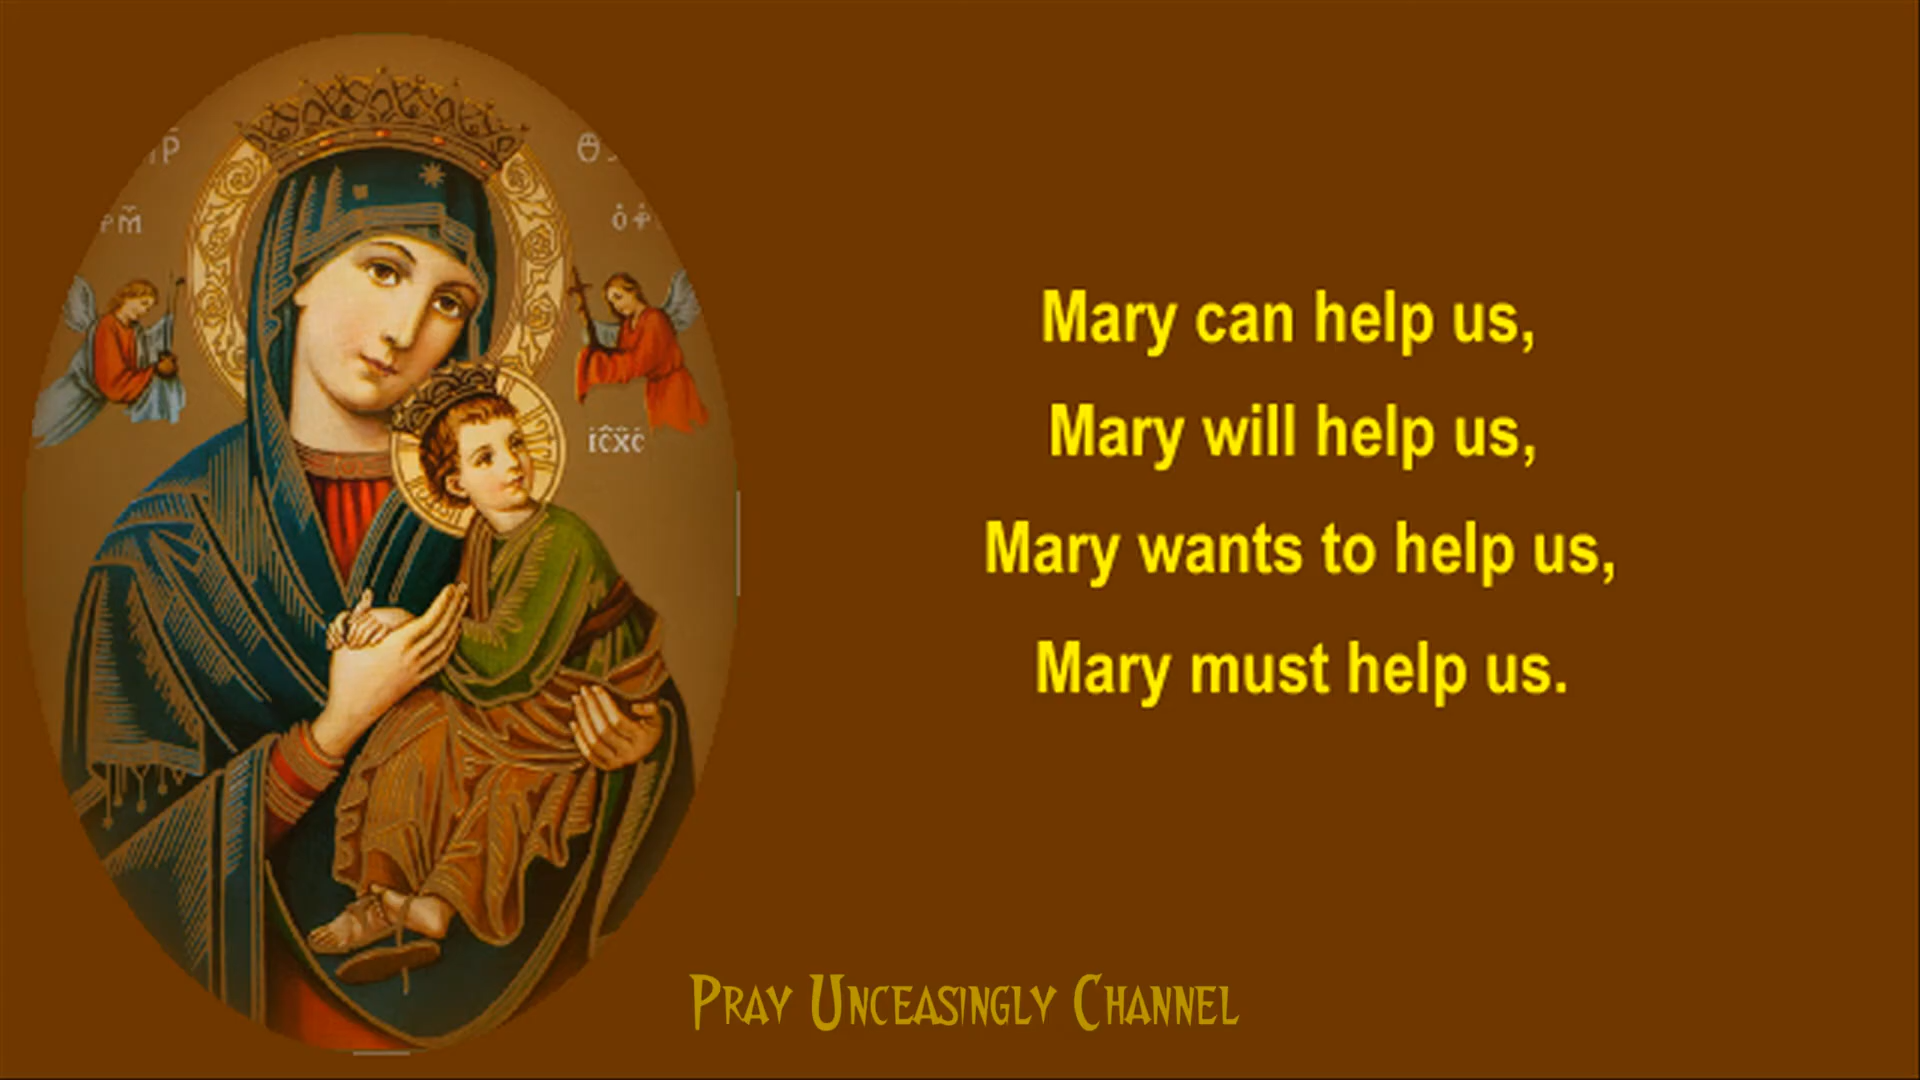 Mary can help us,
Mary will help us,
Mary wants to help us,
Mary must help us.
ἰC̄X̄C
Pray Unceasingly Channel